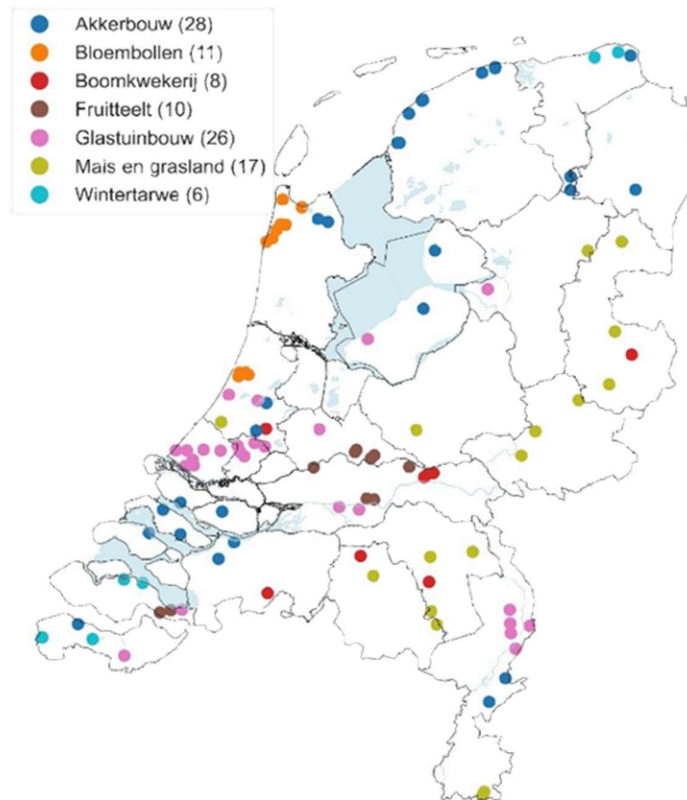 Akkerbouw (28)
Bloembollen (11)
Boomkwekerij (8)
Fruitteelt (10)
Glastuinbouw (26)
Mais en grasland (17)
Wintertarwe (6)